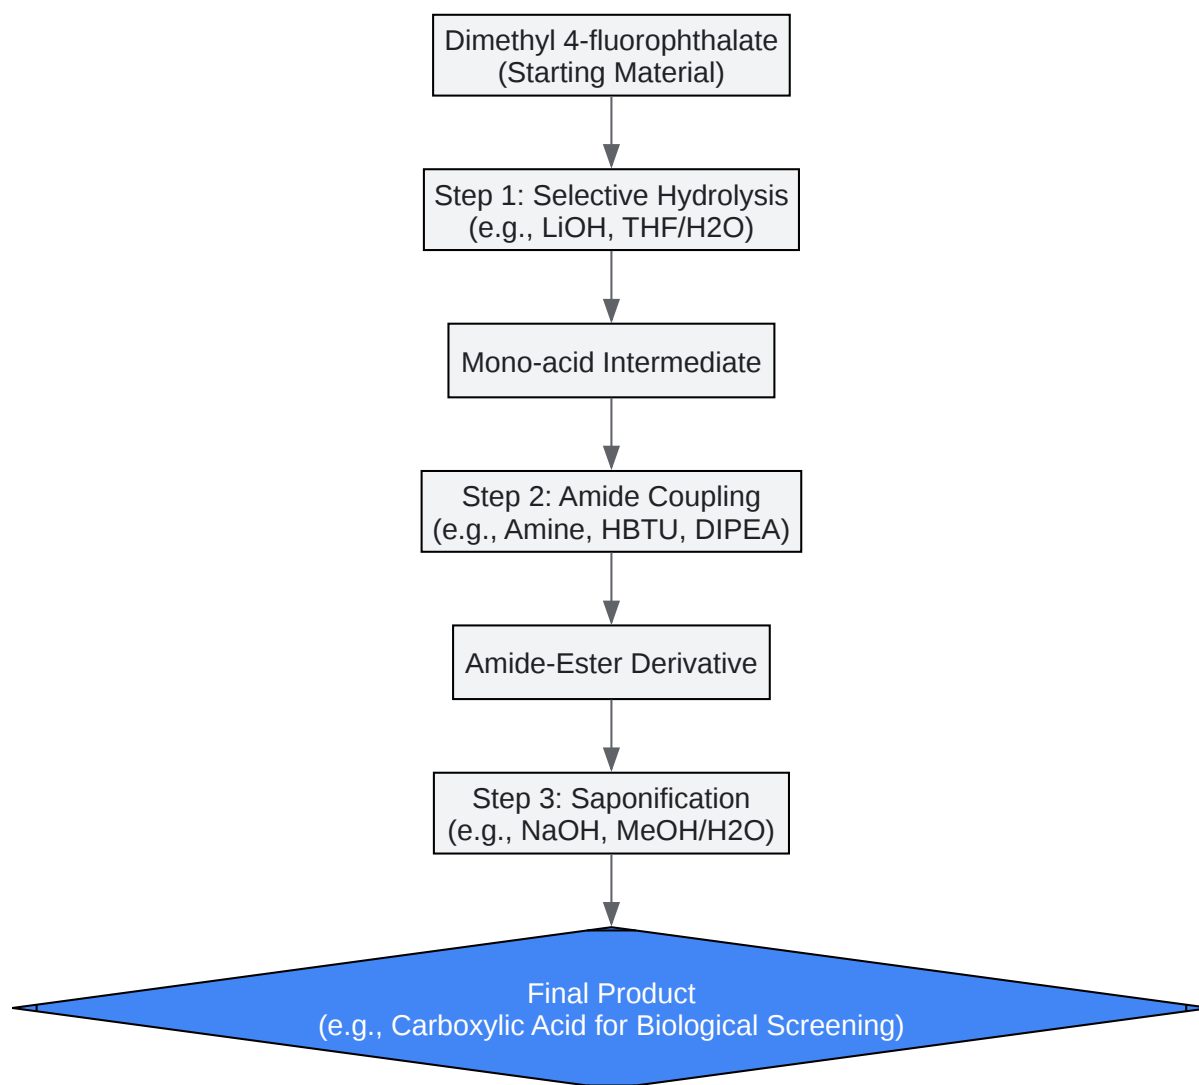 Dimethyl 4-fluorophthalate
(Starting Material)
Step 1: Selective Hydrolysis
(e.g., LiOH, THF/H2O)
Mono-acid Intermediate
Step 2: Amide Coupling
(e.g., Amine, HBTU, DIPEA)
Amide-Ester Derivative
Step 3: Saponification
(e.g., NaOH, MeOH/H2O)
Final Product
(e.g., Carboxylic Acid for Biological Screening)